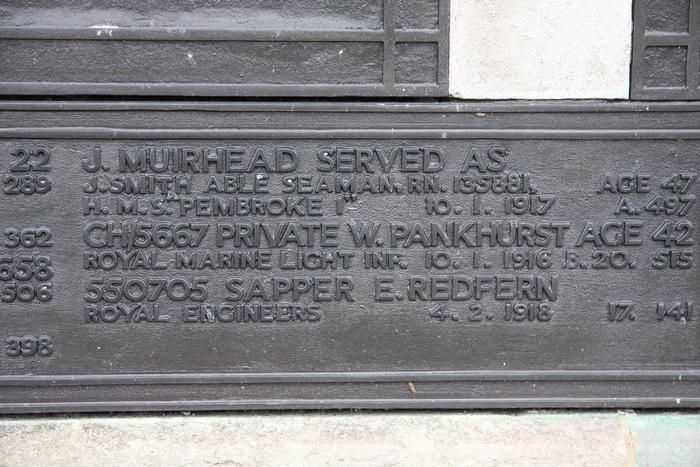 22 J. MUIRHEAD SERVED AS
289 J. SMITH ABLE SEAMAN. RN. 139881. AGE 47
H. M. S. "PEMBROKE I" 10. 1. 1917 A. 497
362 CH/5667 PRIVATE W. PANKHURST AGE 42
658 ROYAL MARINE LIGHT INF. 10. 1. 1916 B. 20. 515
506 550705 SAPPER E. REDFERN
ROYAL ENGINEERS 4. 2. 1918 17. 141
398